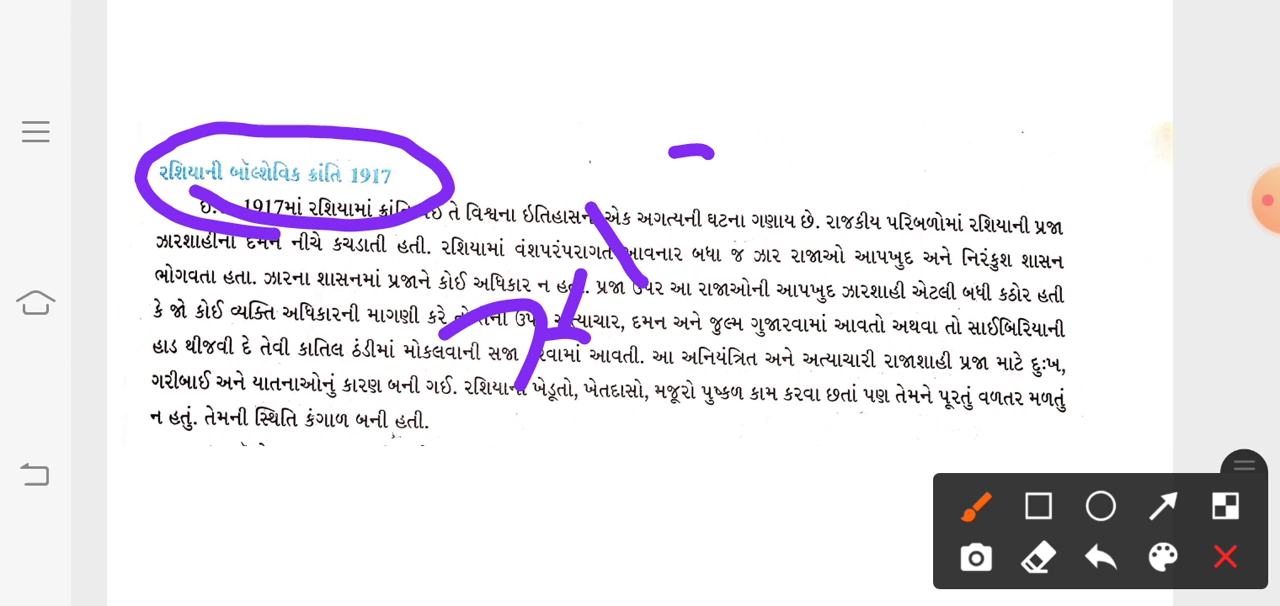 રશિયાની બૉલ્શેવિક ક્રાંતિ 1917
1917માં રશિયામાં ક્રાંતિ થઈ તે વિશ્વના ઇતિહાસની એક અગત્યની ઘટના ગણાય છે. રાજકીય પરિબળોમાં રશિયાની પ્રજા
ઝારશાહીના દમન નીચે કચડાતી હતી. રશિયામાં વંશપરંપરાગત આવનાર બધા જ ઝાર રાજાઓ આપખુદ અને નિરંકુશ શાસન
ભોગવતા હતા. ઝારના શાસનમાં પ્રજાને કોઈ અધિકાર ન હતા. પ્રજા ઉપર આ રાજાઓની આપખુદ ઝારશાહી એટલી બધી કઠોર હતી
કે જો કોઈ વ્યક્તિ અધિકારની માગણી કરે ઉપર અત્યાચાર, દમન અને જુલ્મ ગુજારવામાં આવતો અથવા તો સાઈબિરિયાની
હાડ થીજવી દે તેવી કાતિલ ઠંડીમાં મોકલવાની સજા કરવામાં આવતી. આ અનિયંત્રિત અને અત્યાચારી રાજાશાહી પ્રજા માટે દુઃખ,
ગરીબાઈ અને યાતનાઓનું કારણ બની ગઈ. રશિયાના ખેડૂતો, ખેતદાસો, મજૂરો પુષ્કળ કામ કરવા છતાં પણ તેમને પૂરતું વળતર મળતું
ન હતું. તેમની સ્થિતિ કંગાળ બની હતી.